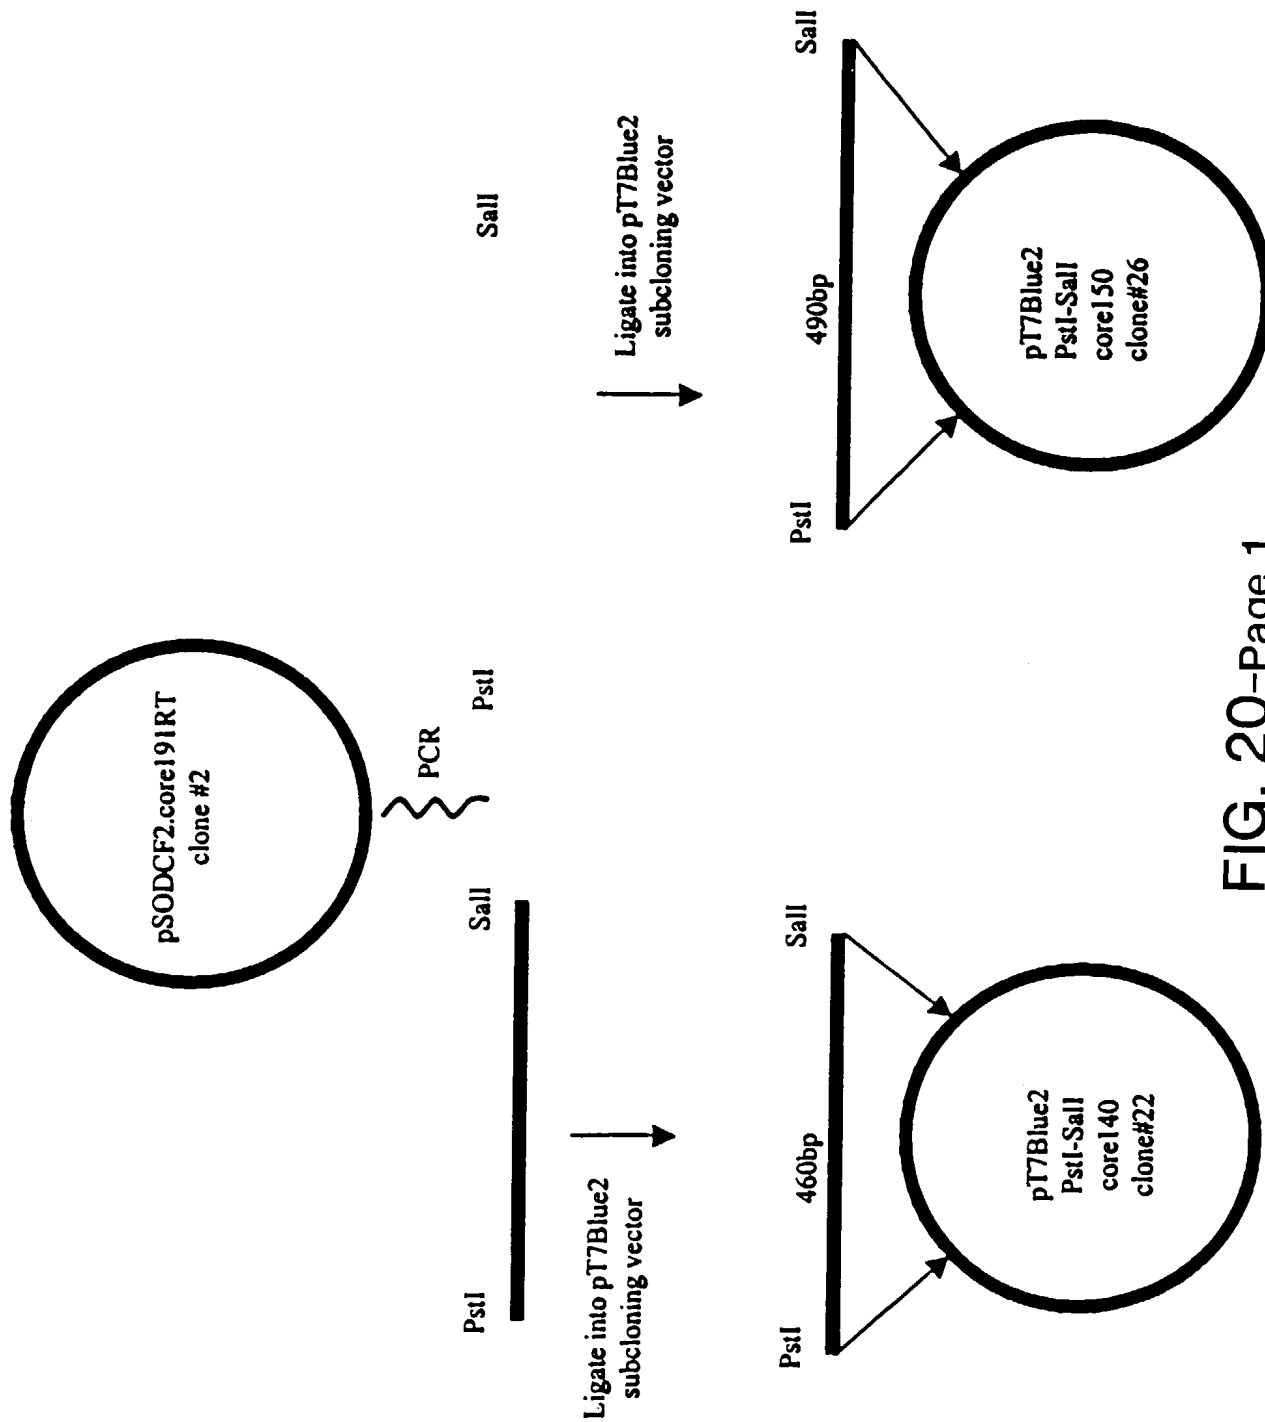 pSODCF2.core191RT
clone #2
PCR
PstI
SalI
PstI
SalI
Ligate into pT7Blue2
subcloning vector
Ligate into pT7Blue2
subcloning vector
PstI
460bp
SalI
pT7Blue2
PstI-SalI
core140
clone#22
PstI
490bp
SalI
pT7Blue2
PstI-SalI
core150
clone#26
FIG. 20-Page 1